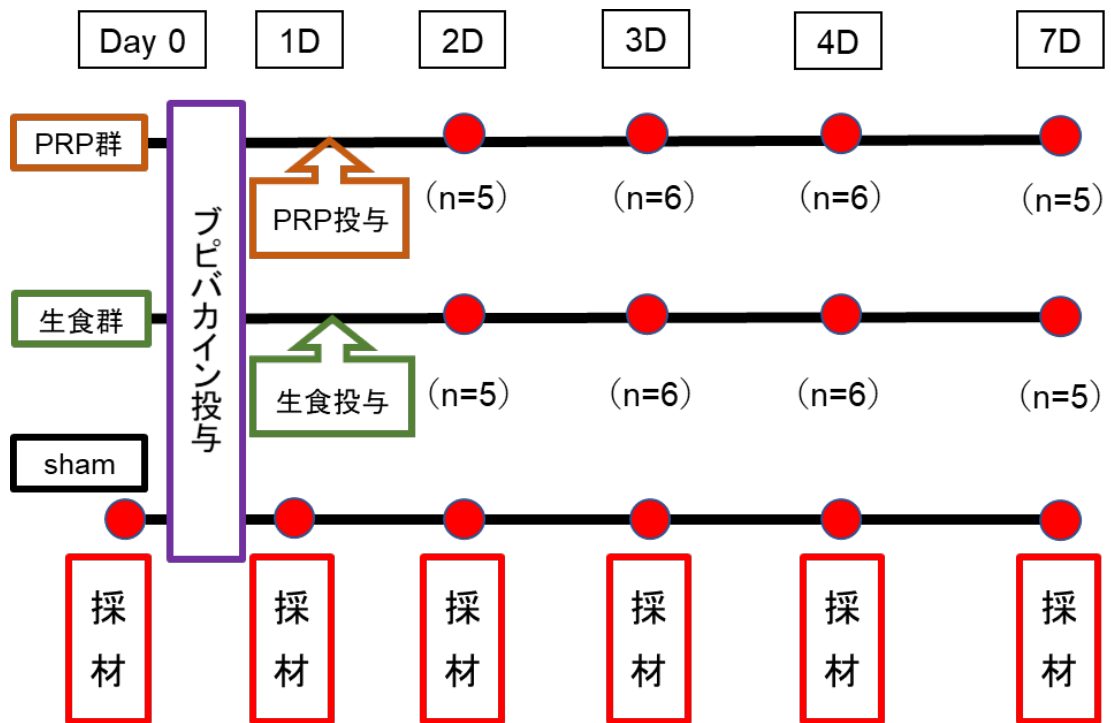 Day 0
1D
2D
3D
4D
7D
PRP群
PRP投与
（n=5）
（n=6）
（n=6）
（n=5）
ブピバカイン投与
生食群
生食投与
（n=5）
（n=6）
（n=6）
（n=5）
sham
採
材
採
材
採
材
採
材
採
材
採
材